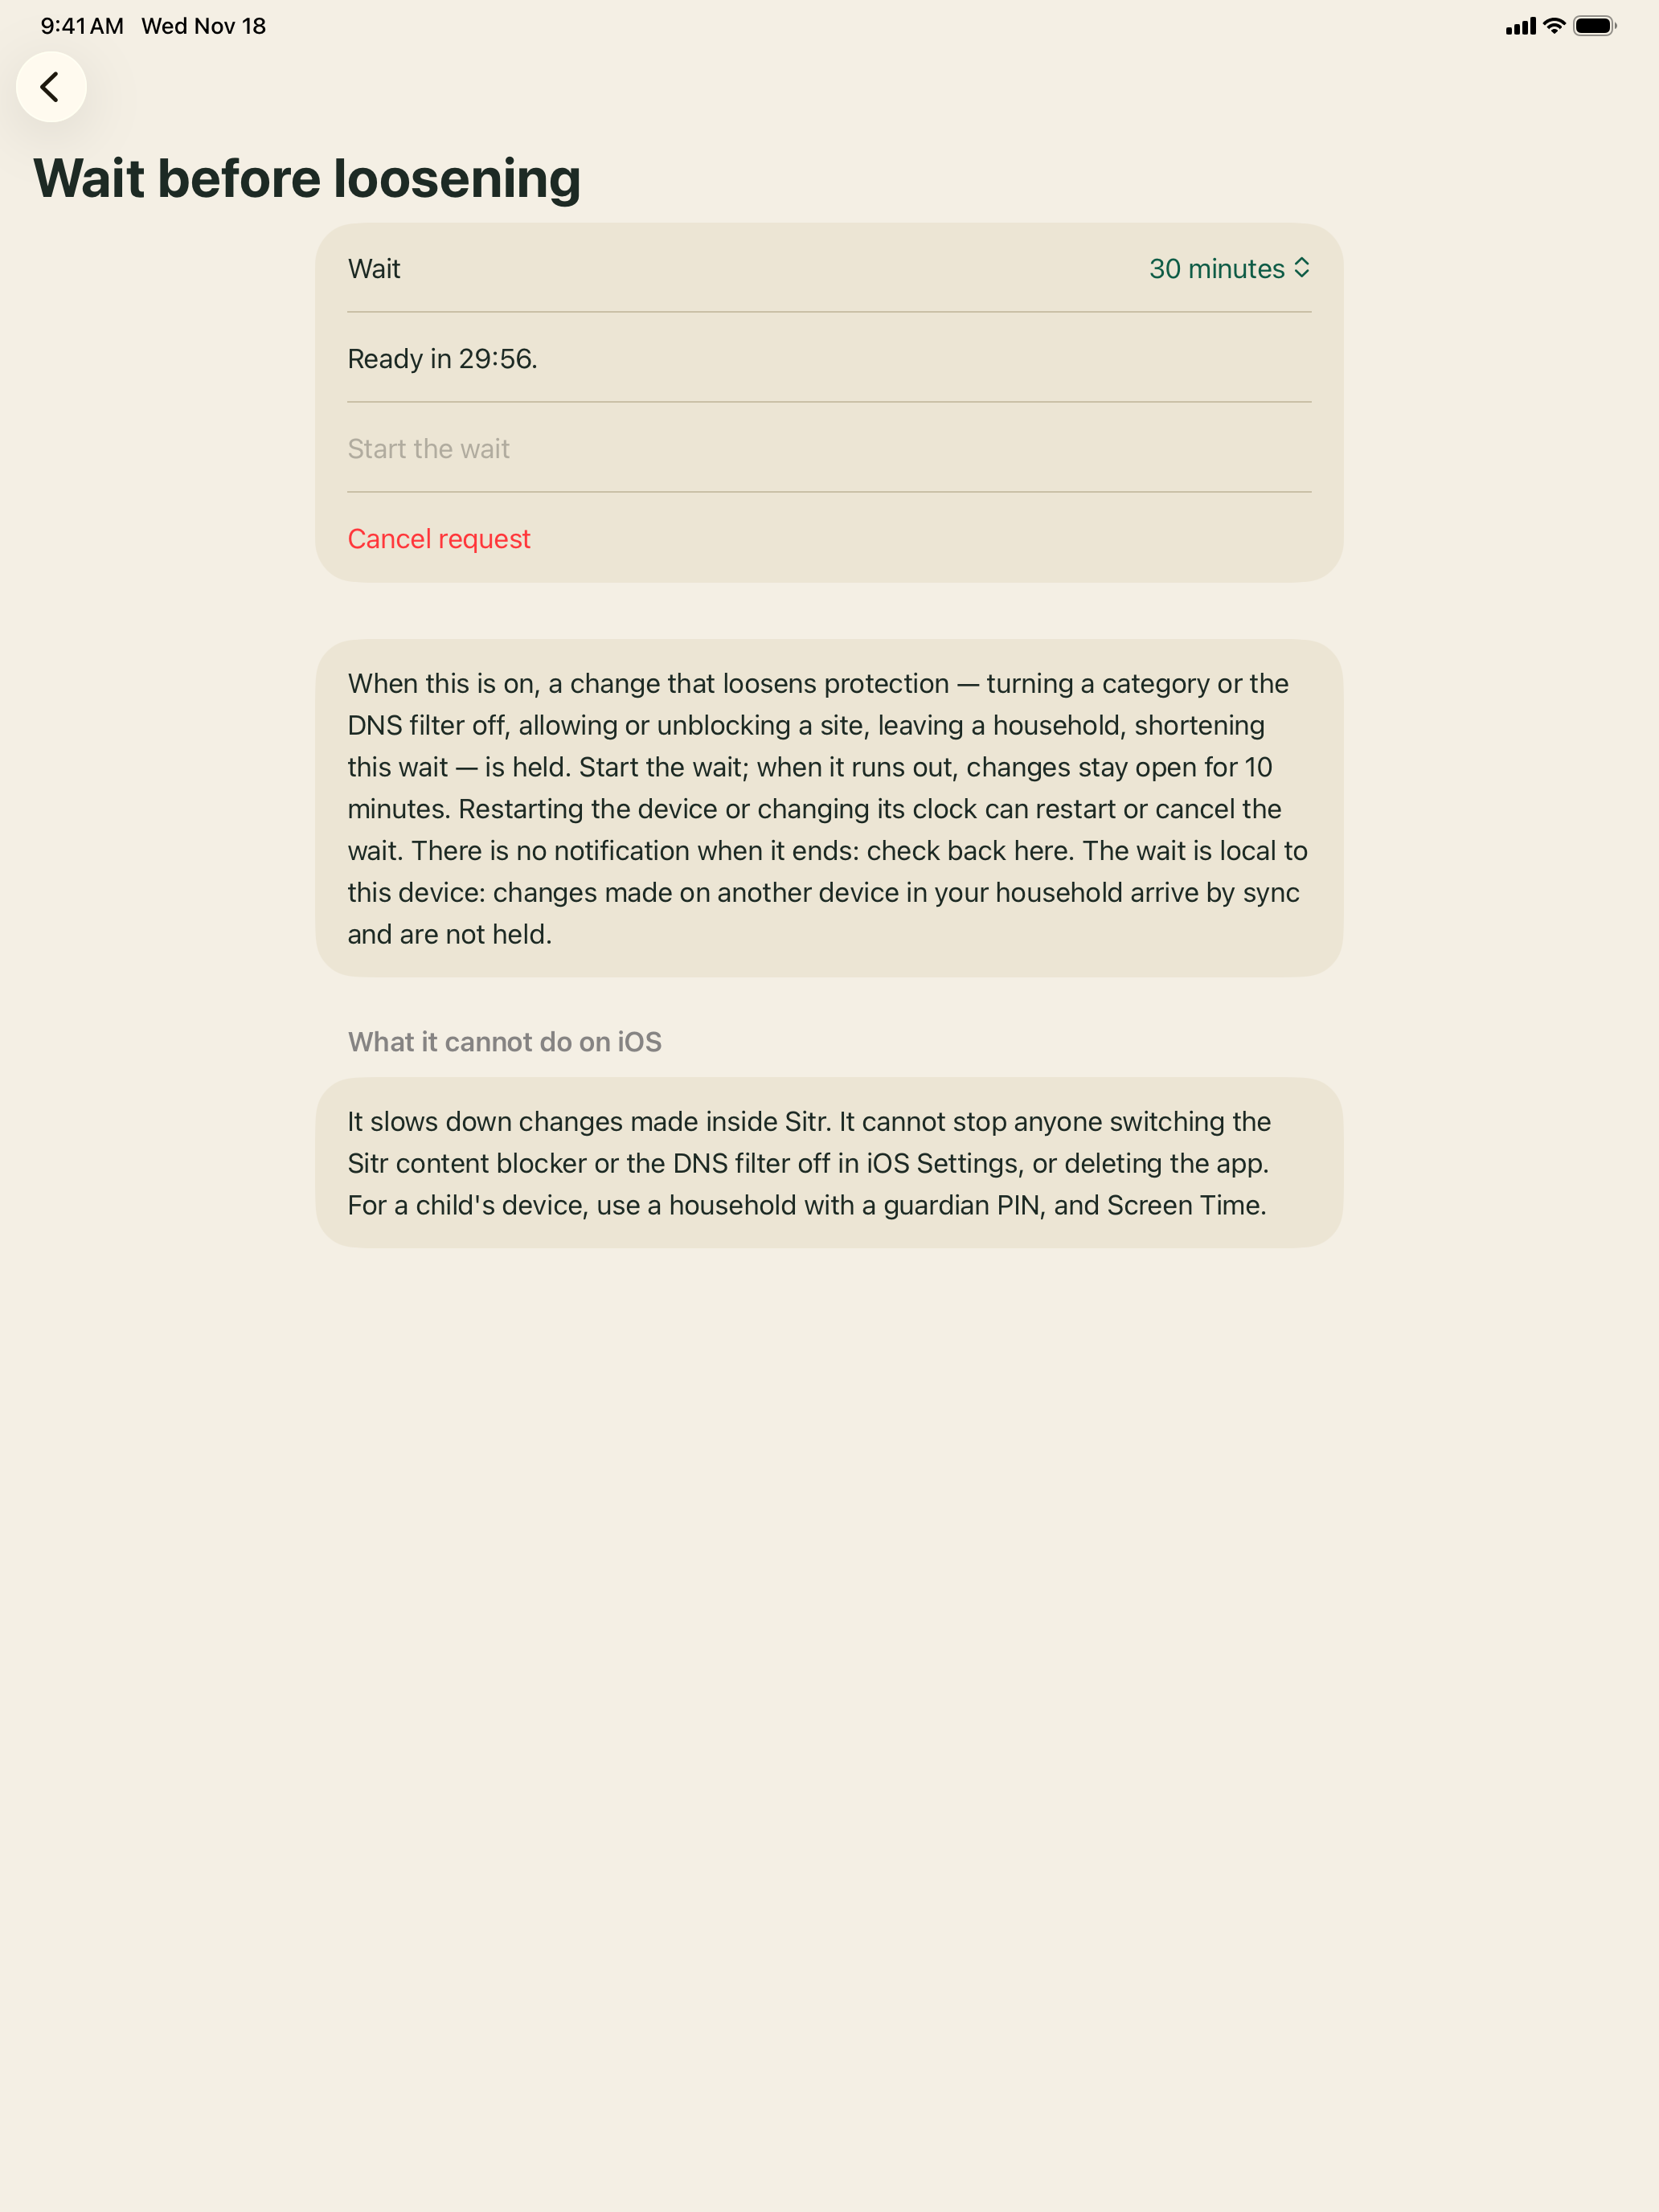 9:41 AM Wed Nov 18
Wait before loosening
Wait 30 minutes
Ready in 29:56.
Start the wait
Cancel request
When this is on, a change that loosens protection — turning a category or the
DNS filter off, allowing or unblocking a site, leaving a household, shortening
this wait — is held. Start the wait; when it runs out, changes stay open for 10
minutes. Restarting the device or changing its clock can restart or cancel the
wait. There is no notification when it ends: check back here. The wait is local to
this device: changes made on another device in your household arrive by sync
and are not held.
What it cannot do on iOS
It slows down changes made inside Sitr. It cannot stop anyone switching the
Sitr content blocker or the DNS filter off in iOS Settings, or deleting the app.
For a child's device, use a household with a guardian PIN, and Screen Time.